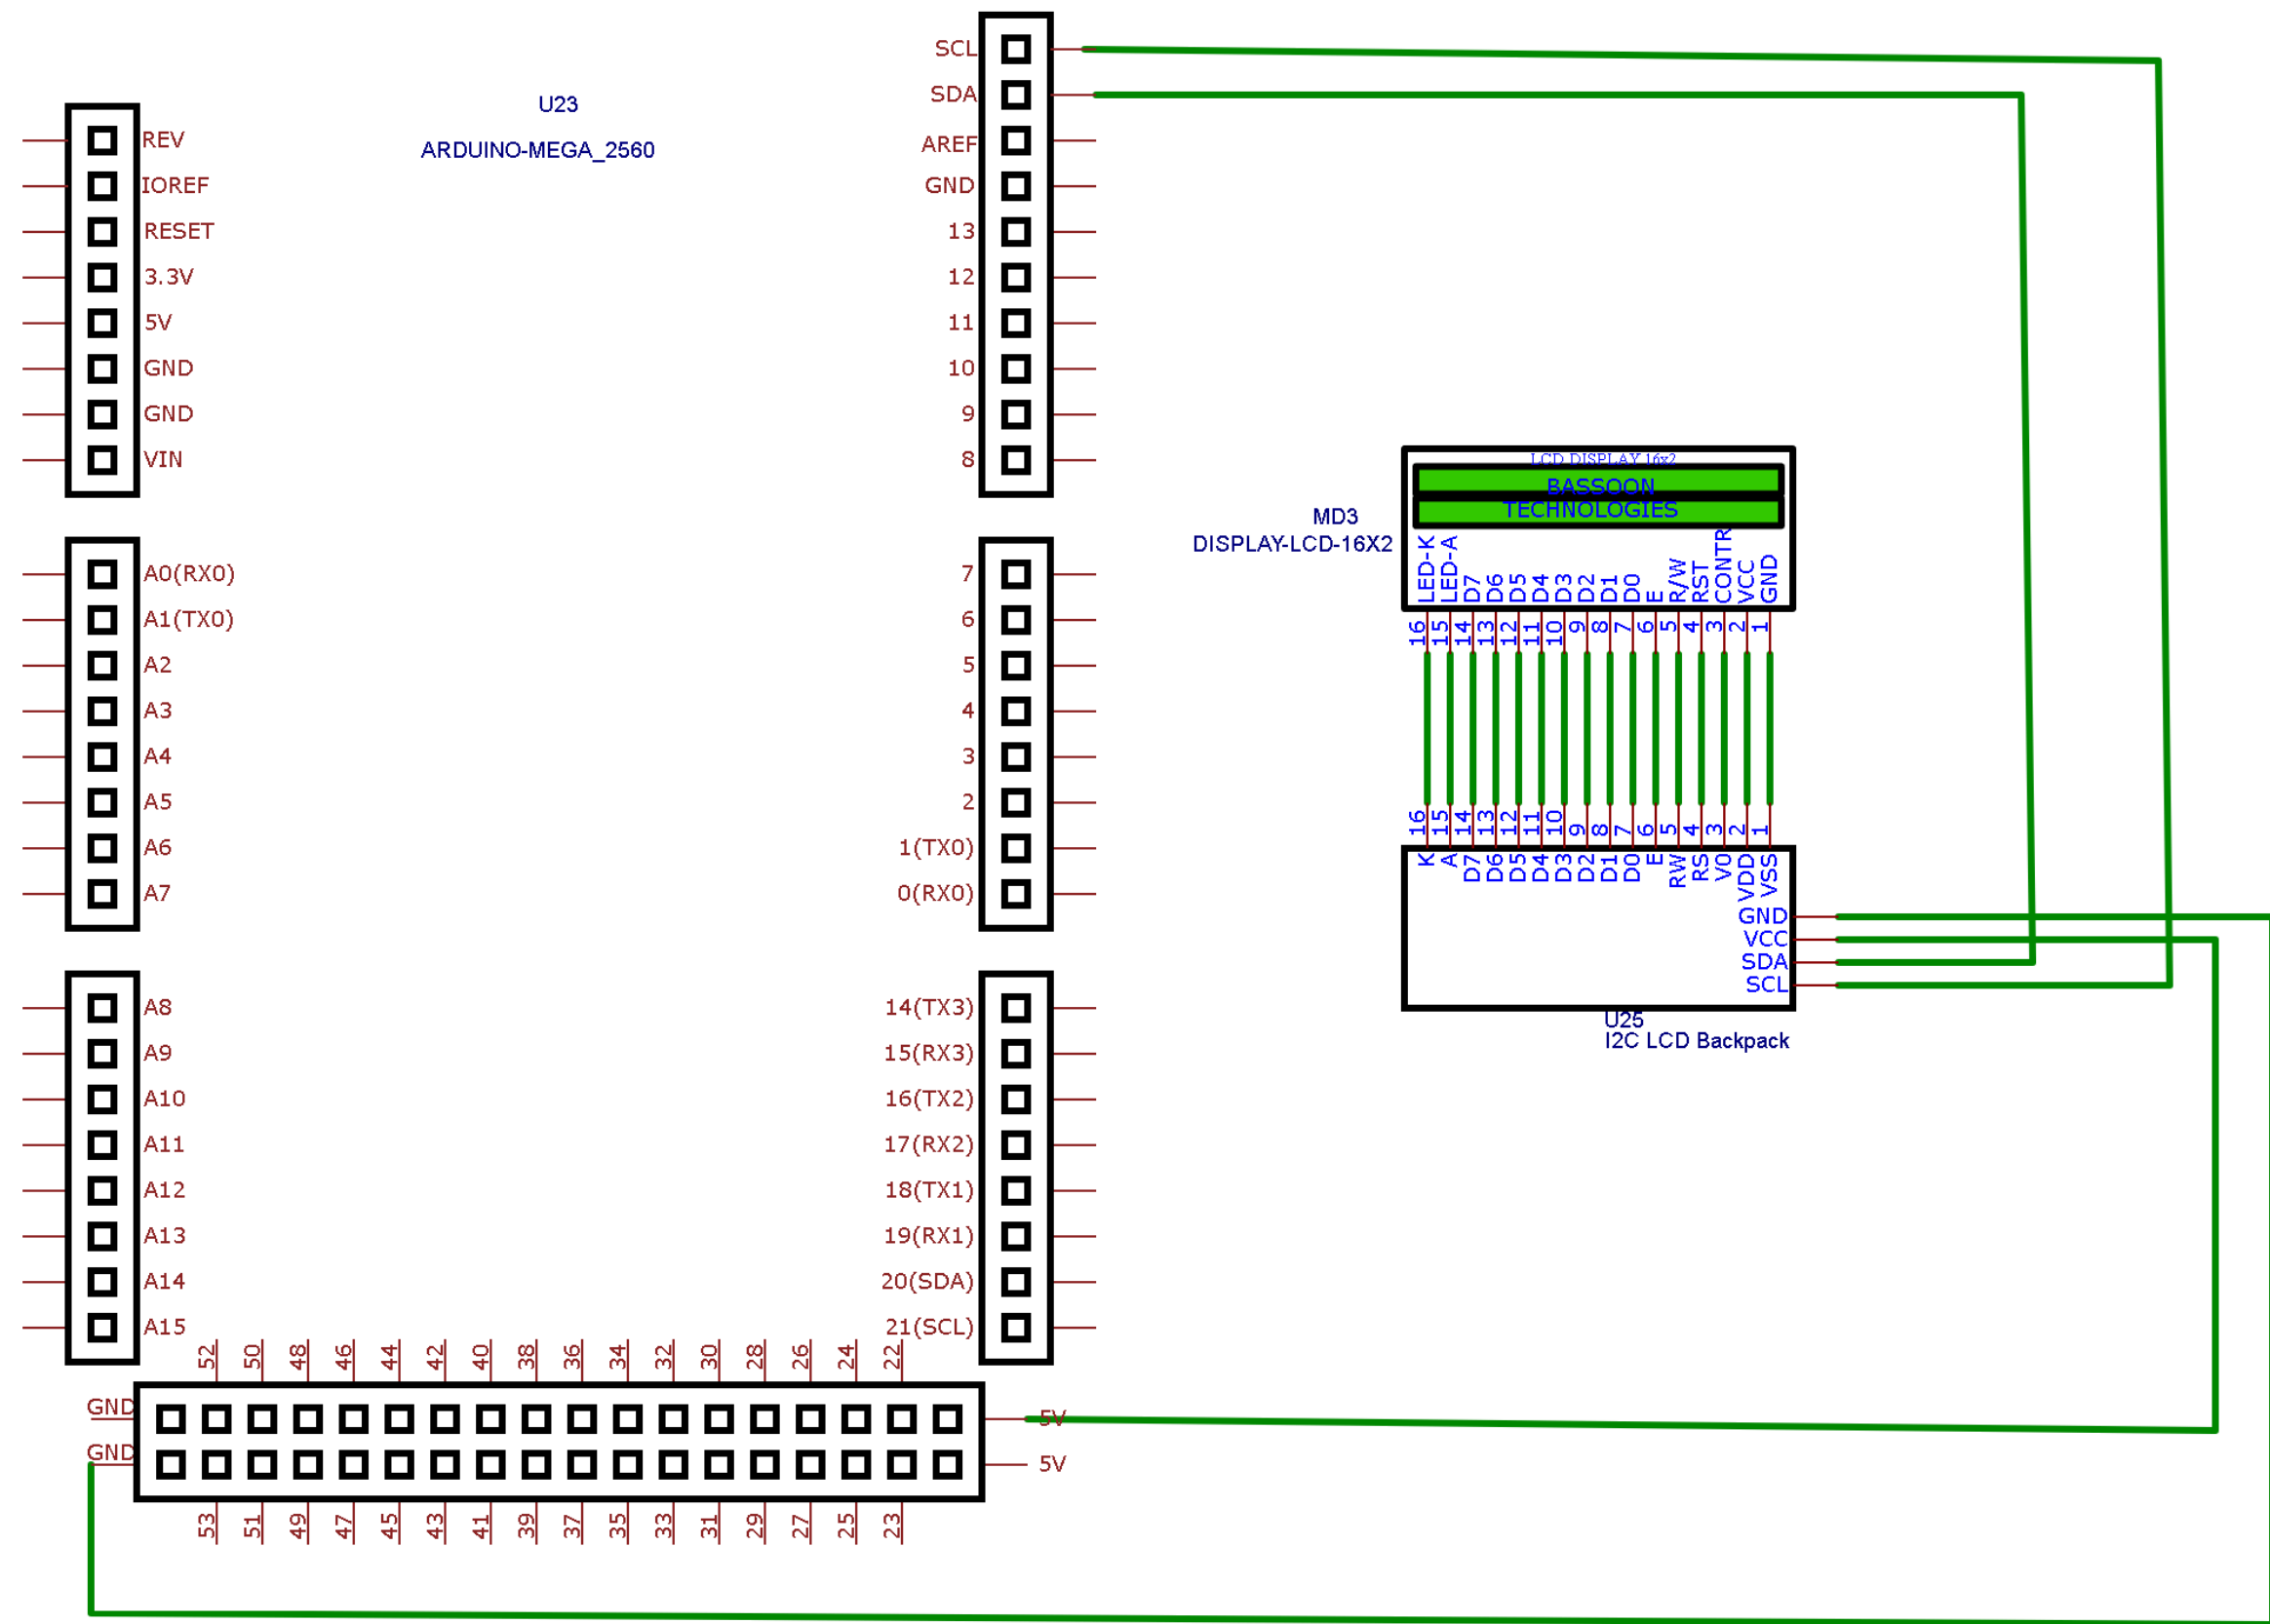 U23
ARDUINO-MEGA_2560
REV
IOREF
RESET
3.3V
5V
GND
GND
VIN
A0(RX0)
A1(TX0)
A2
A3
A4
A5
A6
A7
A8
A9
A10
A11
A12
A13
A14
A15
SCL
SDA
AREF
GND
13
12
11
10
9
8
7
6
5
4
3
2
1(TX0)
0(RX0)
14(TX3)
15(RX3)
16(TX2)
17(RX2)
18(TX1)
19(RX1)
20(SDA)
21(SCL)
52 50 48 46 44 42 40 38 36 34 32 30 28 26 24 22
GND
GND
5V
5V
53 51 49 47 45 43 41 39 37 35 33 31 29 27 25 23
MD3
DISPLAY-LCD-16X2
LCD DISPLAY 16x2
BASSOON
TECHNOLOGIES
LED-K LED-A D7 D6 D5 D4 D3 D2 D1 D0 E R/W RST CONTR VCC GND
16 15 14 13 12 11 10 9 8 7 6 5 4 3 2 1
16 15 14 13 12 11 10 9 8 7 6 5 4 3 2 1
K A D7 D6 D5 D4 D3 D2 D1 D0 E RW RS V0 VDD VSS
GND
VCC
SDA
SCL
U25
I2C LCD Backpack